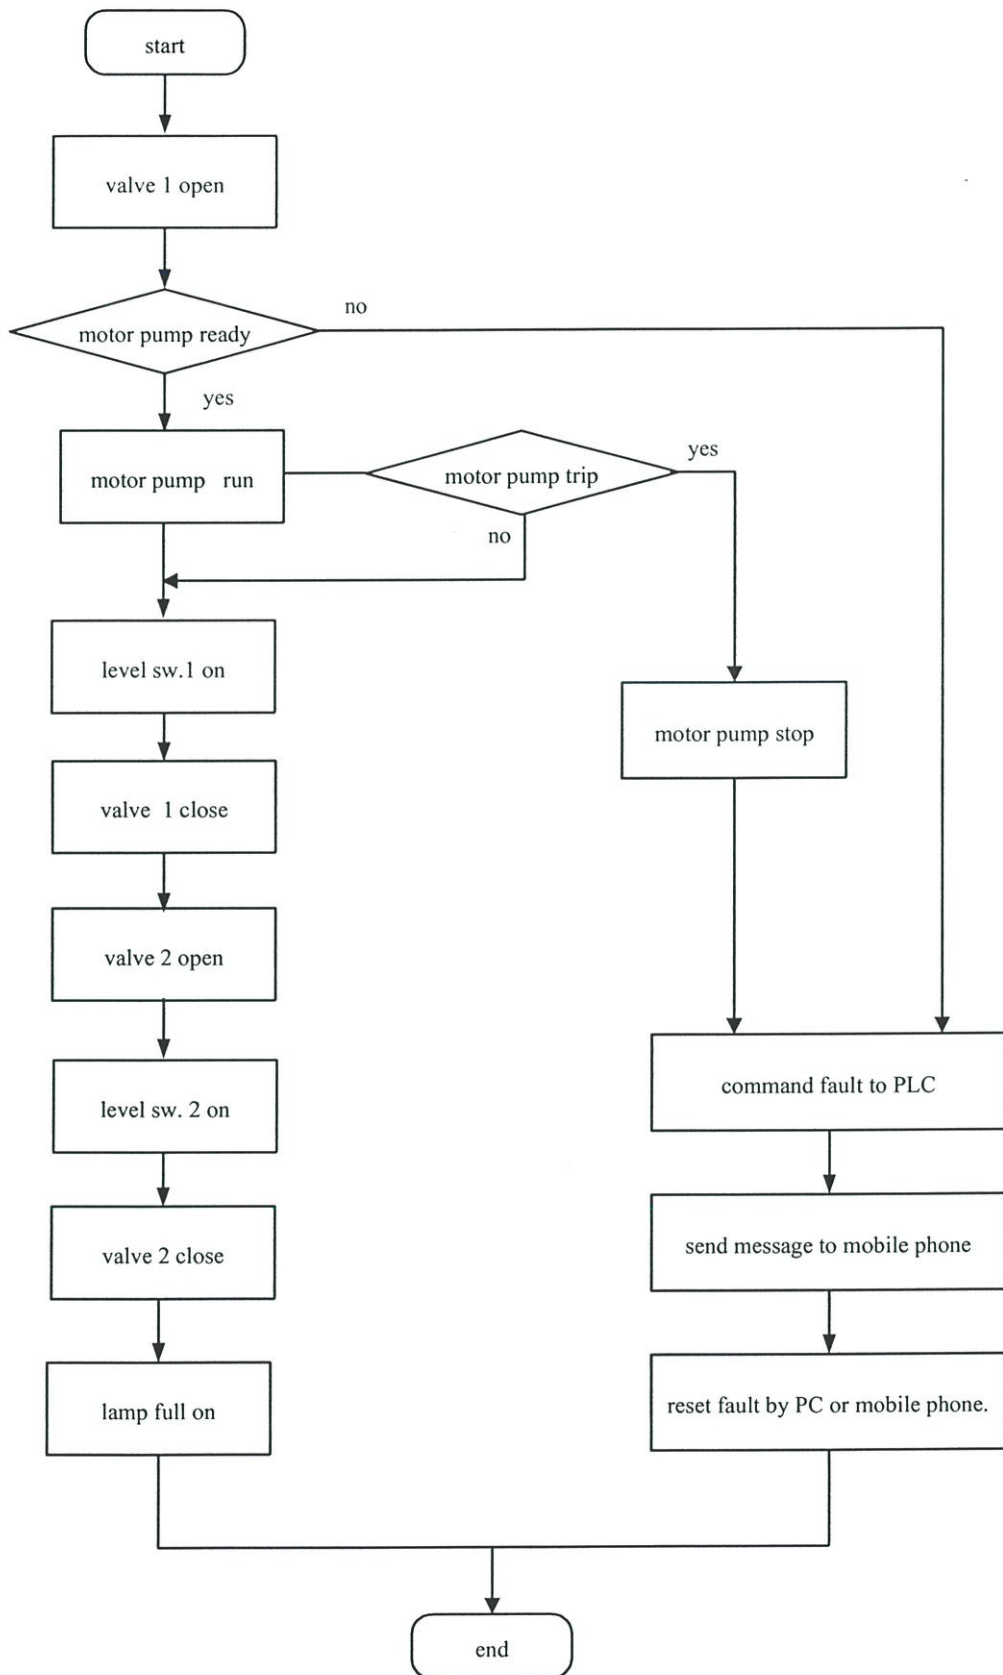 start
valve 1 open
no
motor pump ready
yes
motor pump run
motor pump trip
yes
no
level sw.1 on
motor pump stop
valve 1 close
valve 2 open
command fault to PLC
level sw. 2 on
send message to mobile phone
valve 2 close
reset fault by PC or mobile phone.
lamp full on
end